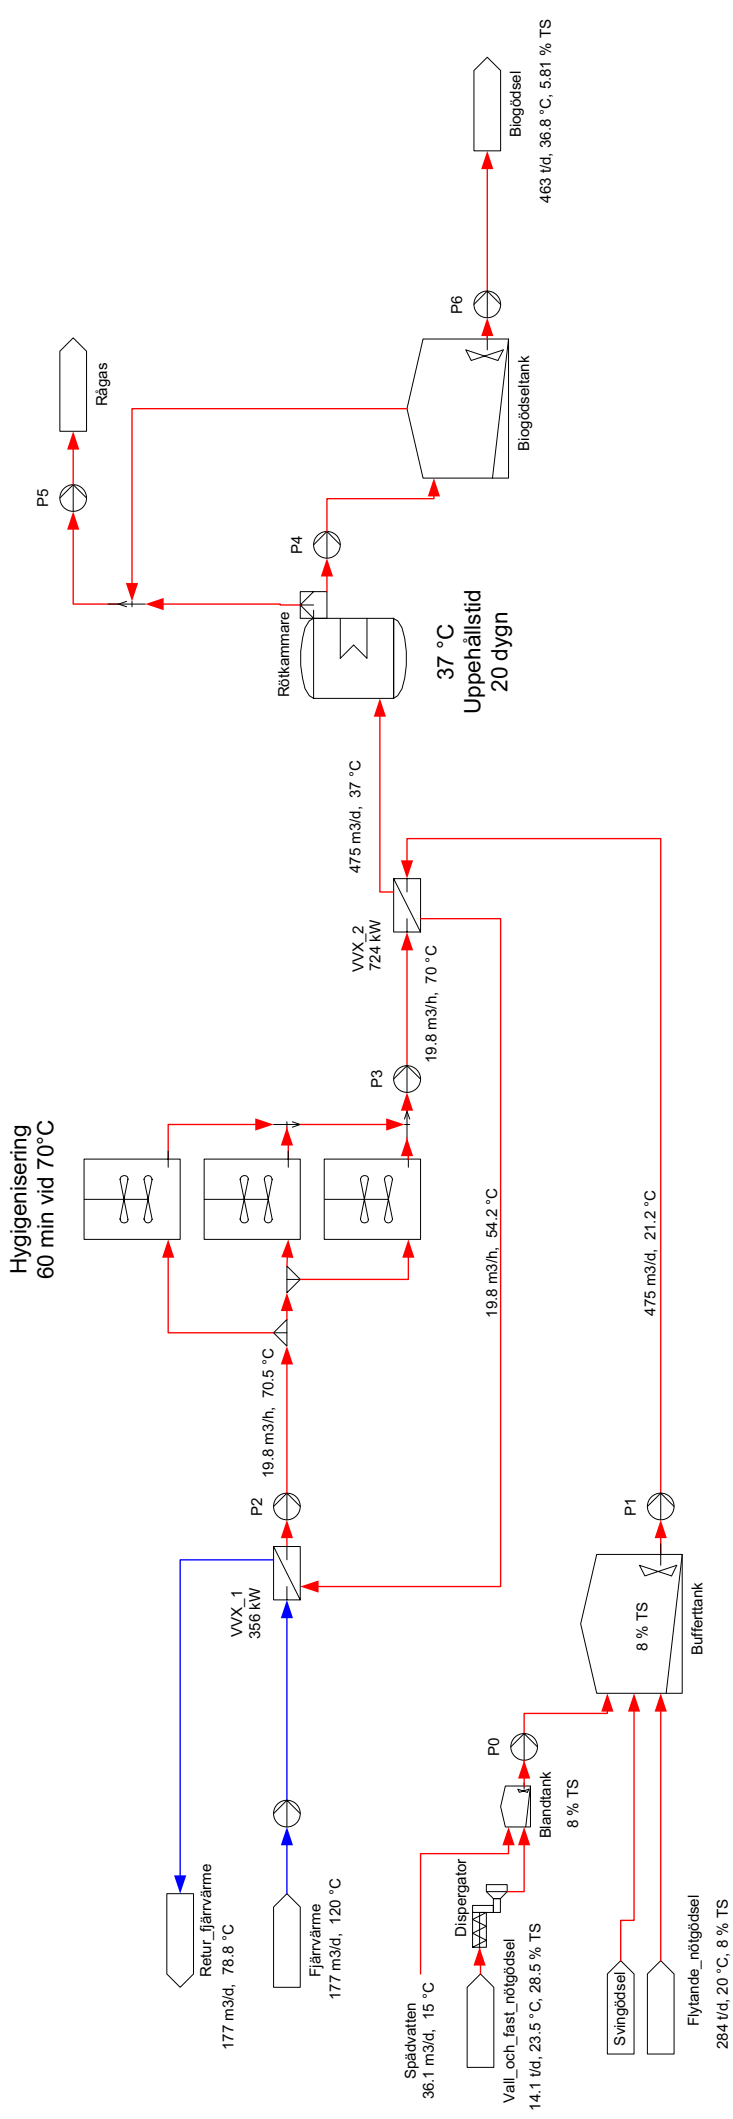 Hygigenisering
60 min vid 70°C
Retur_fjärrvärme
177 m3/d, 78.8 °C
Fjärrvärme
177 m3/d, 120 °C
VVX_1
356 kW
P2
19.8 m3/h, 70.5 °C
P3
19.8 m3/h, 70 °C
VVX_2
724 kW
475 m3/d, 37 °C
19.8 m3/h, 54.2 °C
475 m3/d, 21.2 °C
Rötkammare
37 °C
Uppehållstid
20 dygn
P4
P5
Rågas
Biogödseltank
P6
Biogödsel
463 t/d, 36.8 °C, 5.81 % TS
Spädvatten
36.1 m3/d, 15 °C
Dispergator
Vall_och_fast_nötgödsel
14.1 t/d, 23.5 °C, 28.5 % TS
Blandtank
8 % TS
P0
Svingödsel
Flytande_nötgödsel
284 t/d, 20 °C, 8 % TS
8 % TS
Bufferttank
P1